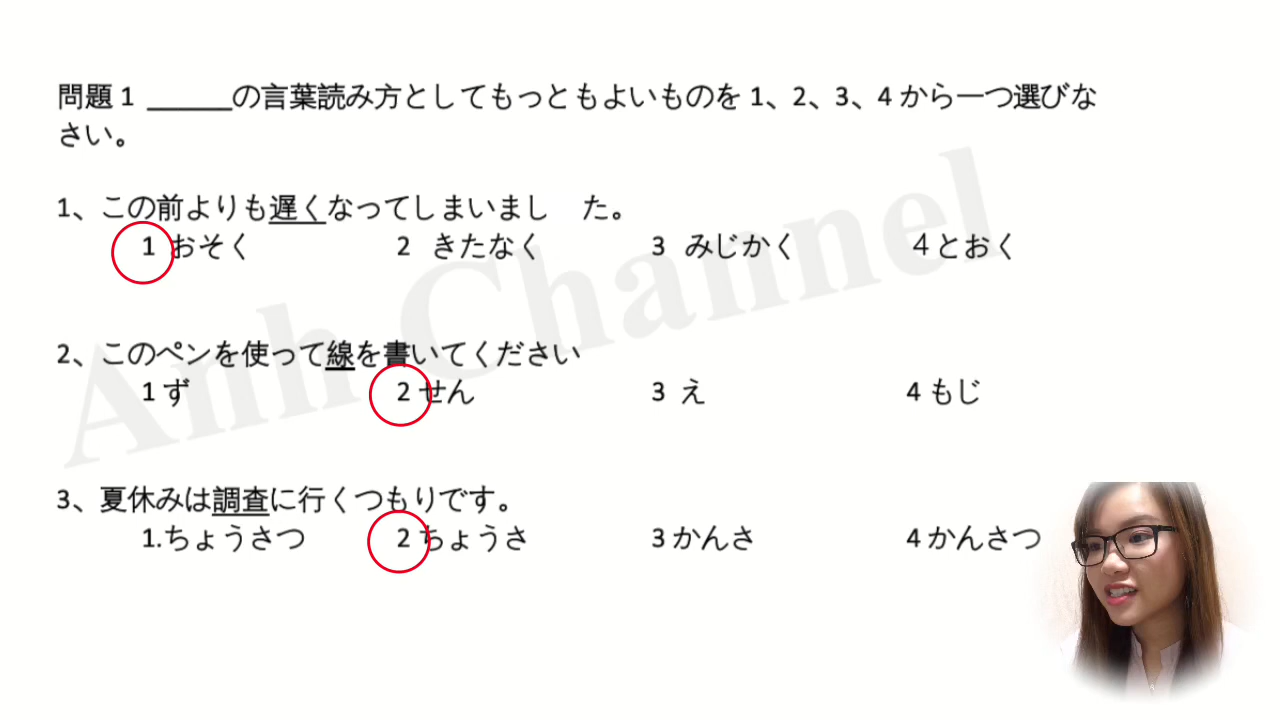 問題1 ______の言葉読み方としてもっともよいものを1、2、3、4から一つ選びな
さい。
1、この前よりも遅くなってしまいまし た。
1 おそく 2 きたなく 3 みじかく 4とおく
2、このペンを使って線を書いてください
1 ず 2 せん 3 え 4 もじ
3、夏休みは調査に行くつもりです。
1.ちょうさつ 2 ちょうさ 3 かんさ 4 かんさつ
Anh Channel